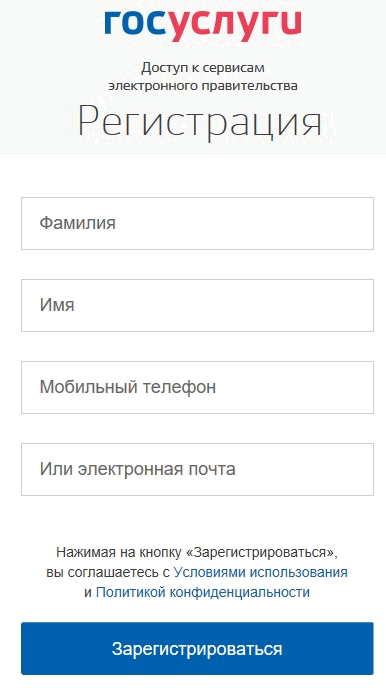 госуслуги
Доступ к сервисам
электронного правительства
Регистрация
Фамилия
Имя
Мобильный телефон
Или электронная почта
Нажимая на кнопку «Зарегистрироваться»,
вы соглашаетесь с Условиями использования
и Политикой конфиденциальности
Зарегистрироваться